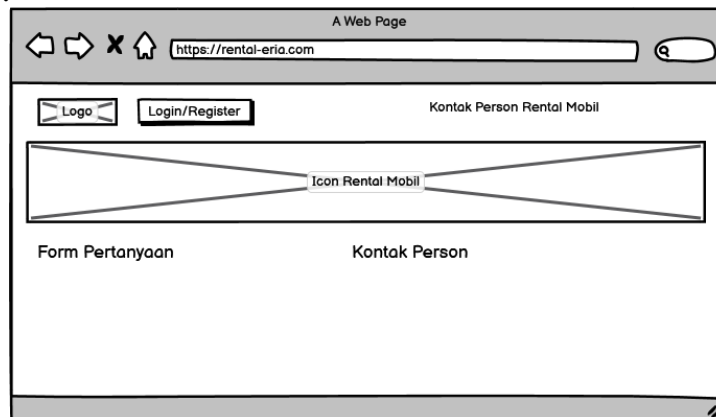 A Web Page
https://rental-eria.com
Logo
Login/Register
Kontak Person Rental Mobil
Icon Rental Mobil
Form Pertanyaan
Kontak Person